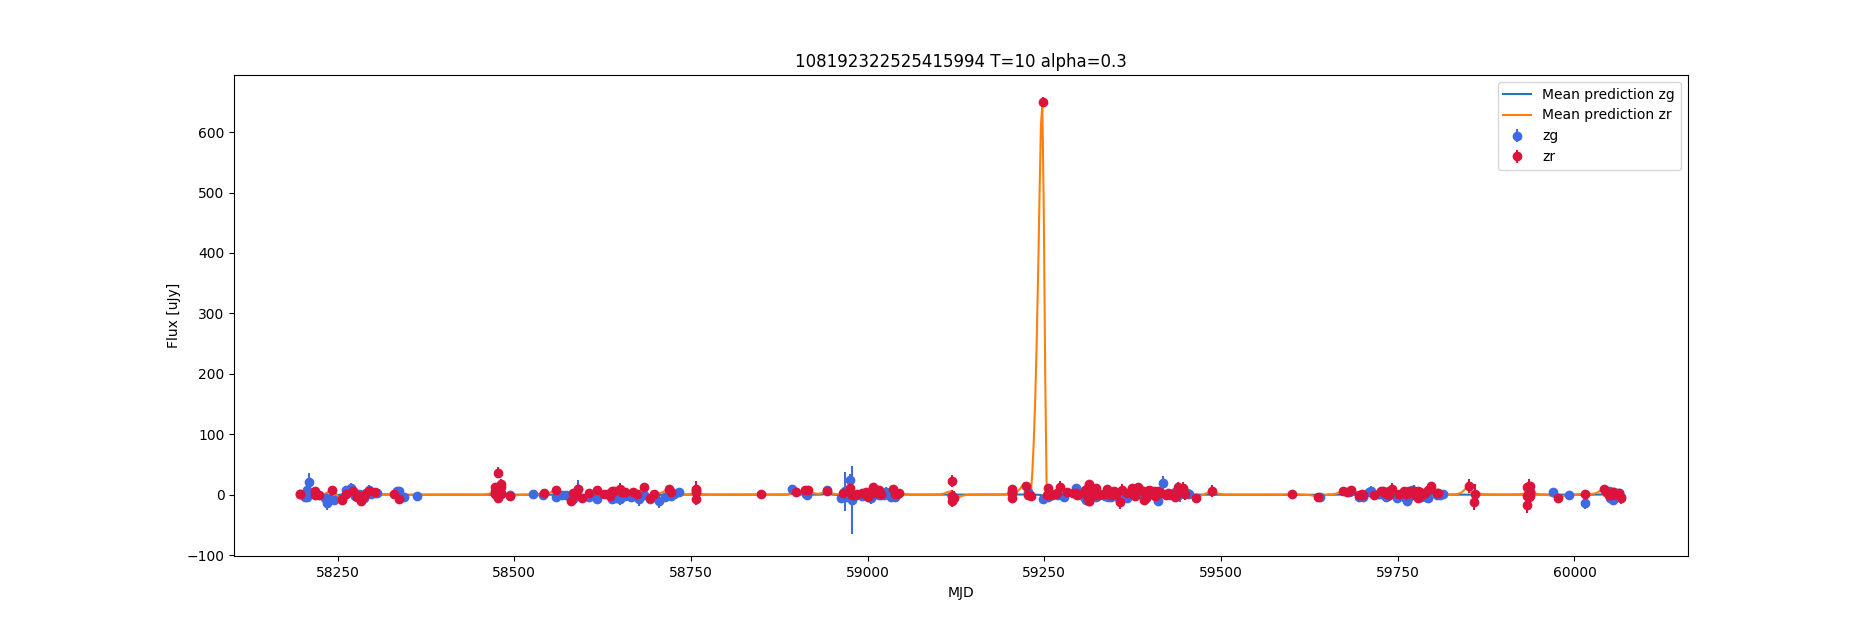 108192322525415994 T=10 alpha=0.3
Mean prediction zg
Mean prediction zr
zg
zr
600
500
400
300
200
100
0
−100
Flux [uJy]
58250 58500 58750 59000 59250 59500 59750 60000
MJD